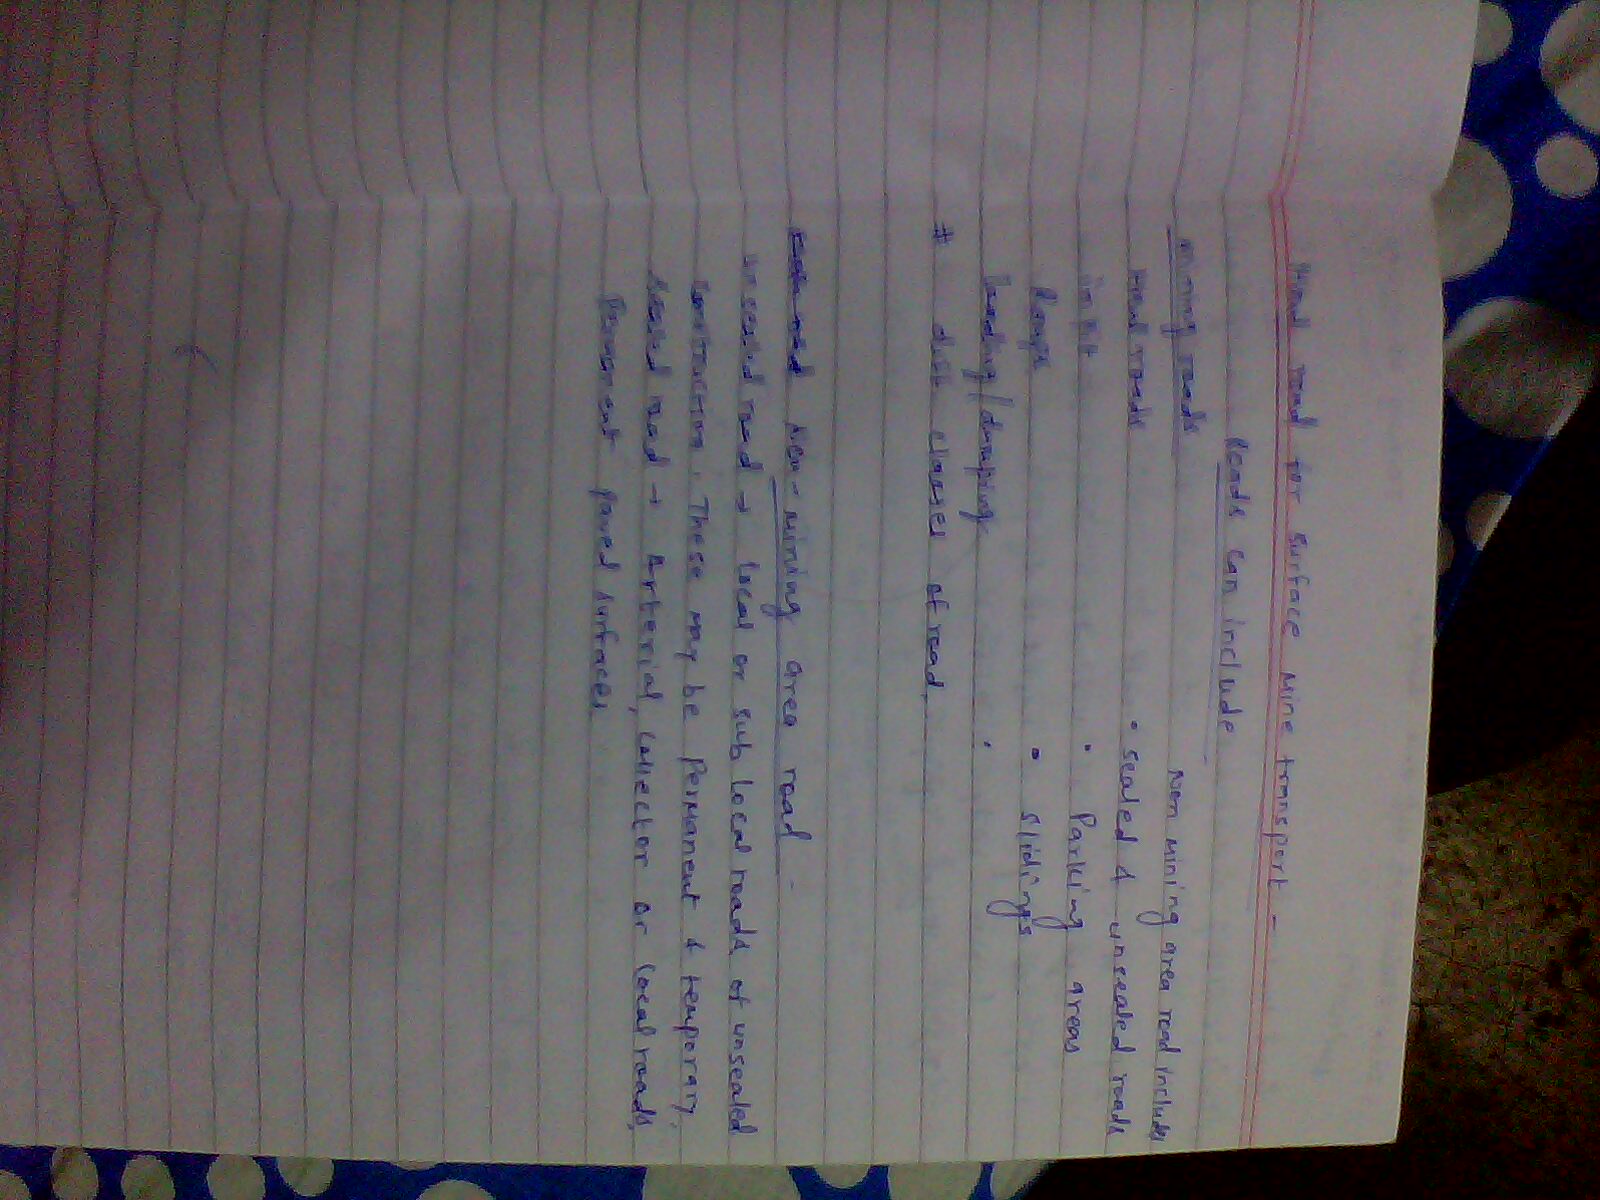 Haul road for surface mine transport -
Roads can include -
mining roads
Non mining area road includes
Haul roads
• sealed & unsealed roads
in pit
• Parking areas
Ramps
• Slidings
loading/dumping
•
# diff classes of road
Non-mining area road -
unsealed road → local or sub local roads of unsealed
construction. These may be permanent & temporary.
Sealed road → Arterial, collector or local roads,
Permanent paved surfaces.